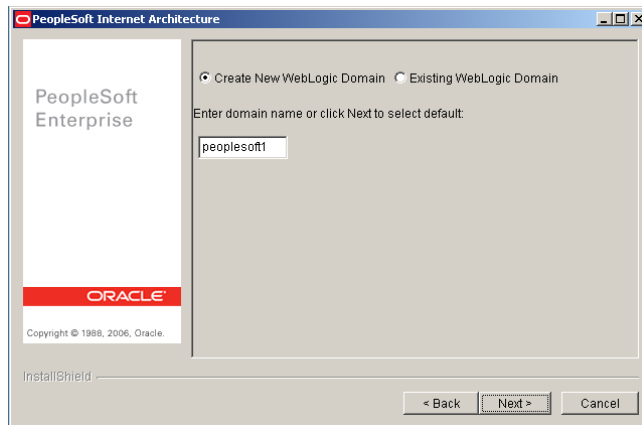 PeopleSoft Internet Architecture
PeopleSoft
Enterprise
ORACLE
Copyright © 1988, 2006, Oracle.
Create New WebLogic Domain Existing WebLogic Domain
Enter domain name or click Next to select default:
peoplesoft1
InstallShield
< Back Next > Cancel